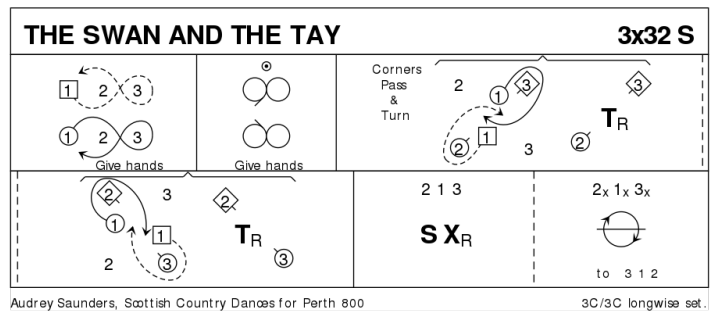 THE SWAN AND THE TAY 3x32 S
1 2 3
1 2 3
Give hands
Give hands
Corners
Pass
&
Turn
2 3 3
1
TR
1 2
2 3
2 3 2
1
1 TR
2 3 3
2 1 3
S XR
2x 1x 3x
to 3 1 2
Audrey Saunders, Scottish Country Dances for Perth 800 3C/3C longwise set.